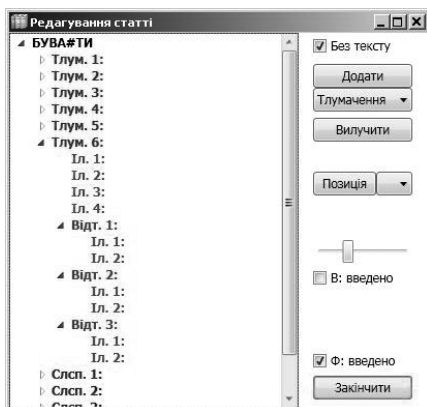 Редагування статті
БУВА#ТИ
Тлум. 1:
Тлум. 2:
Тлум. 3:
Тлум. 4:
Тлум. 5:
Тлум. 6:
Іл. 1:
Іл. 2:
Іл. 3:
Іл. 4:
Відт. 1:
Іл. 1:
Іл. 2:
Відт. 2:
Іл. 1:
Іл. 2:
Відт. 3:
Іл. 1:
Іл. 2:
Слсп. 1:
Слсп. 2:
Без тексту
Додати
Тлумачення
Вилучити
Позиція
В: введено
Ф: введено
Закінчити